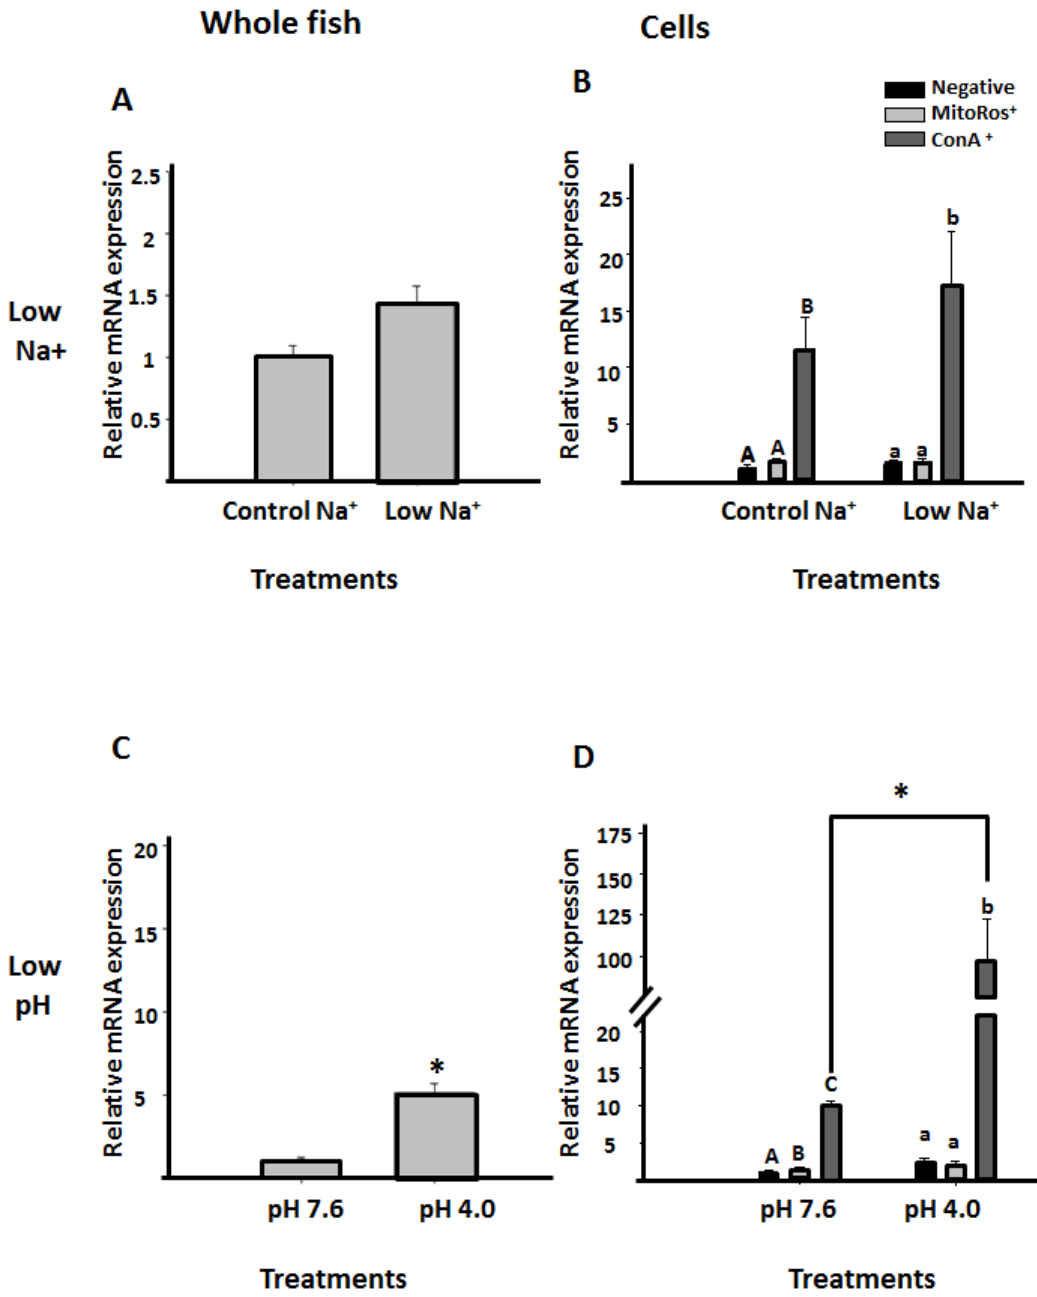 Whole fish
Cells
A
B
Negative
MitoRos⁺
ConA ⁺
Low
Na+
Relative mRNA expression
2.5
2
1.5
1
0.5
Control Na⁺
Low Na⁺
Treatments
Relative mRNA expression
25
20
15
10
5
A
A
B
a
a
b
Control Na⁺
Low Na⁺
Treatments
C
D
Low
pH
Relative mRNA expression
20
15
10
5
*
pH 7.6
pH 4.0
Treatments
Relative mRNA expression
175
150
125
100
20
15
10
5
*
A
B
C
a
a
b
pH 7.6
pH 4.0
Treatments